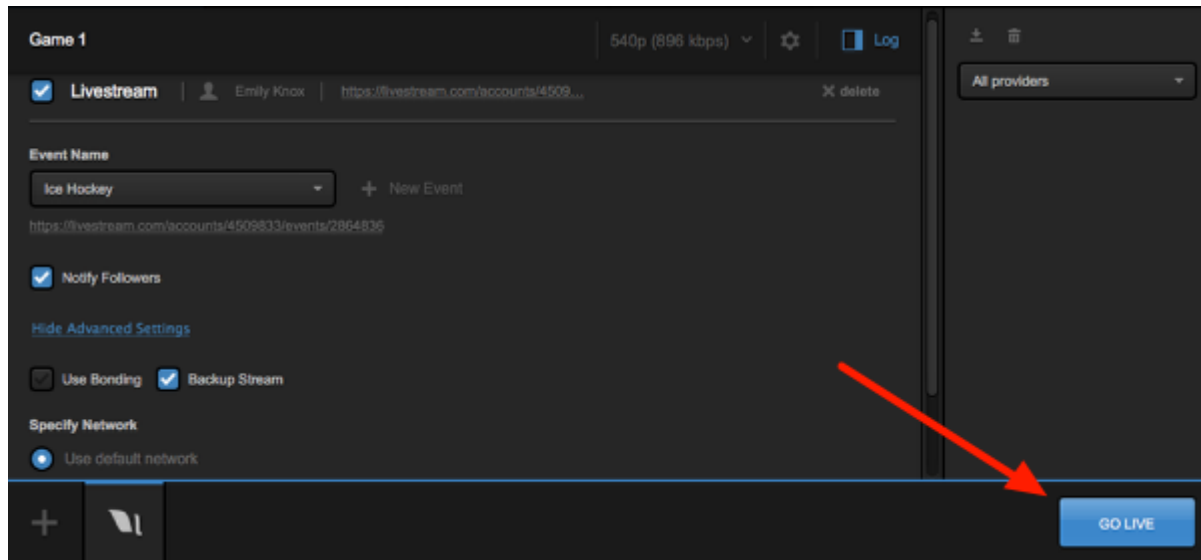 Game 1
540p (896 kbps)
Log
Livestream
Emily Knox
https://livestream.com/accounts/4509...
delete
All providers
Event Name
Ice Hockey
New Event
https://livestream.com/accounts/4509833/events/2864836
Notify Followers
Hide Advanced Settings
Use Bonding
Backup Stream
Specify Network
Use default network
GO LIVE